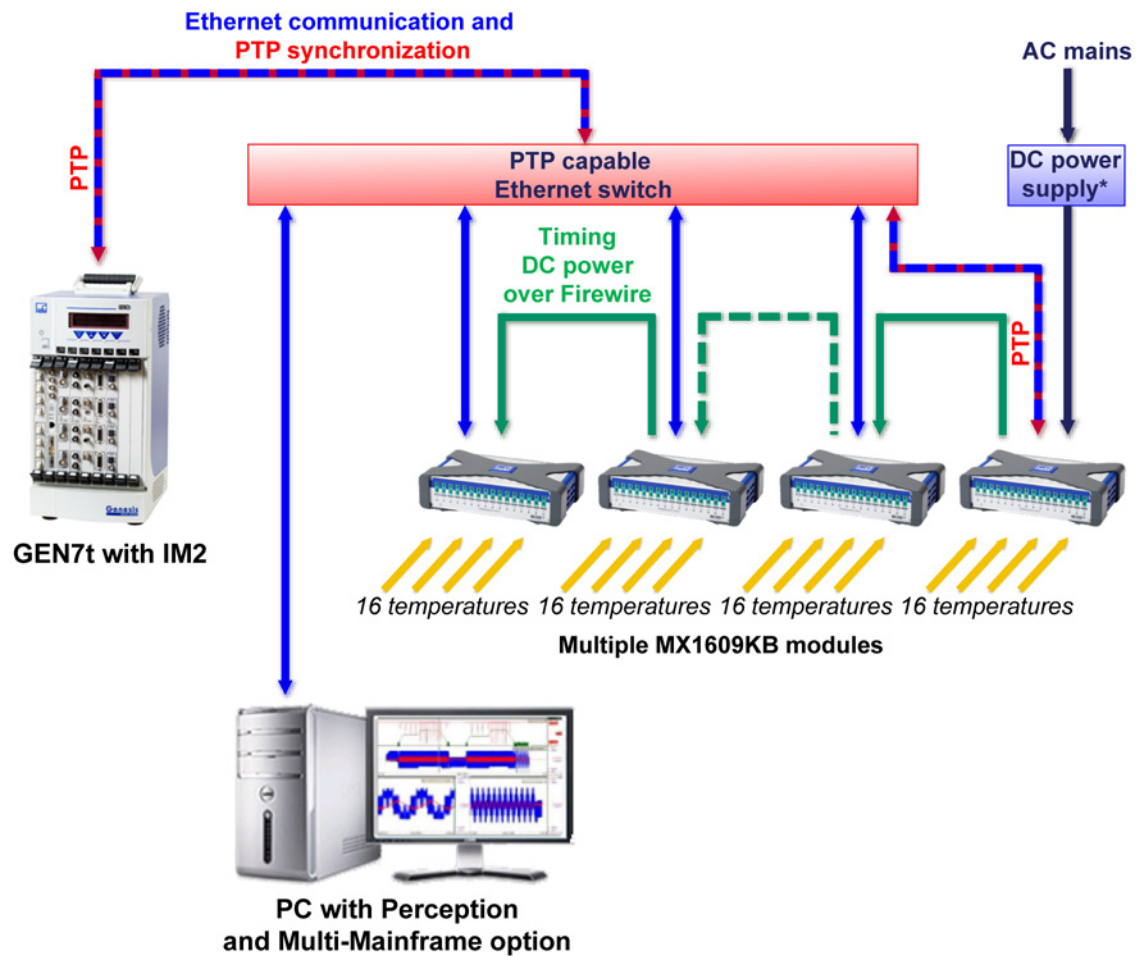 Ethernet communication and
PTP synchronization
AC mains
PTP
PTP capable
Ethernet switch
DC power
supply*
Timing
DC power
over Firewire
PTP
Genesis
GEN7t with IM2
16 temperatures
16 temperatures
16 temperatures
16 temperatures
Multiple MX1609KB modules
PC with Perception
and Multi-Mainframe option